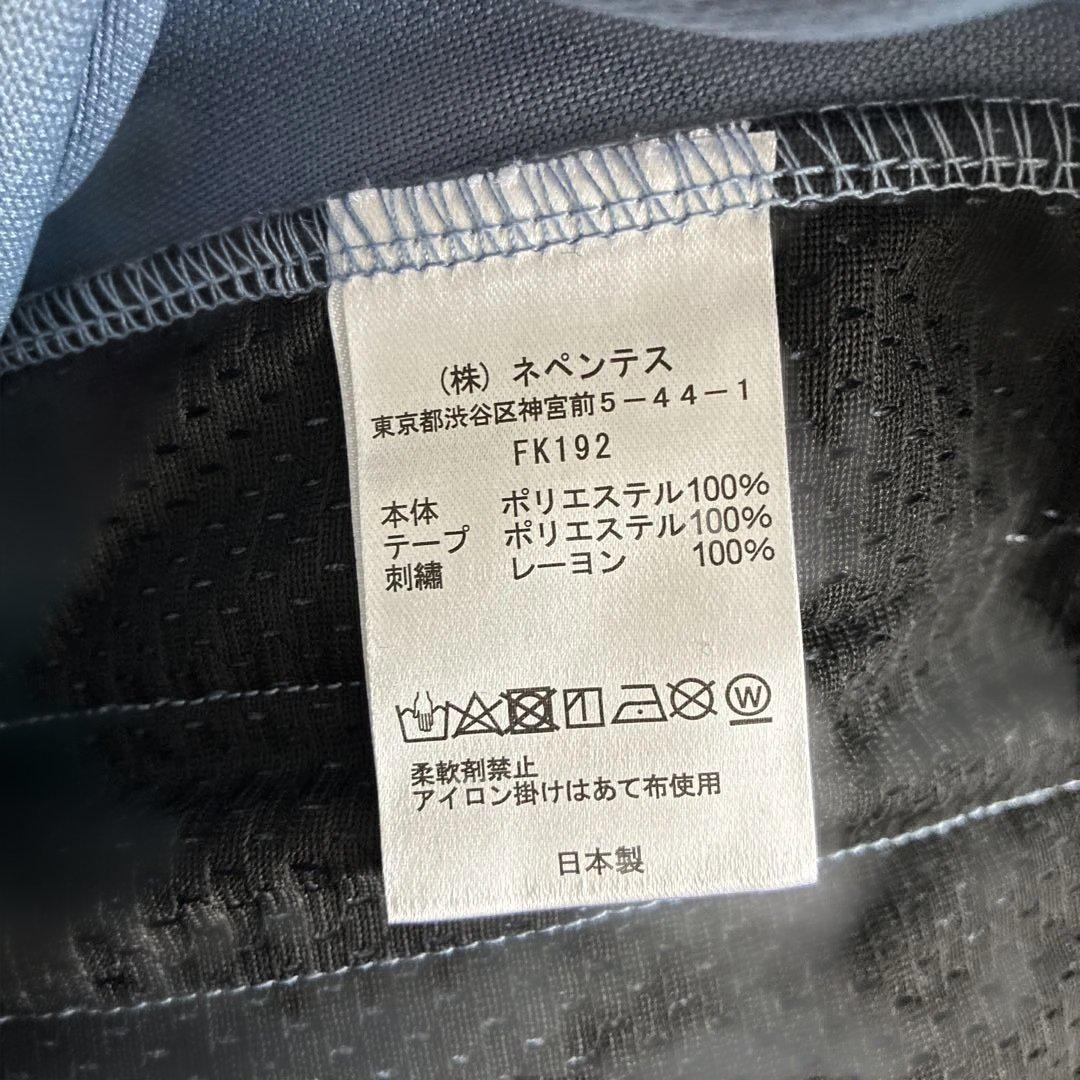 (株) ネペンテス
東京都渋谷区神宮前5−44−1
FK192
本体 ポリエステル100%
テープ ポリエステル100%
刺繡 レーヨン 100%
W
柔軟剤禁止
アイロン掛けはあて布使用
日本製